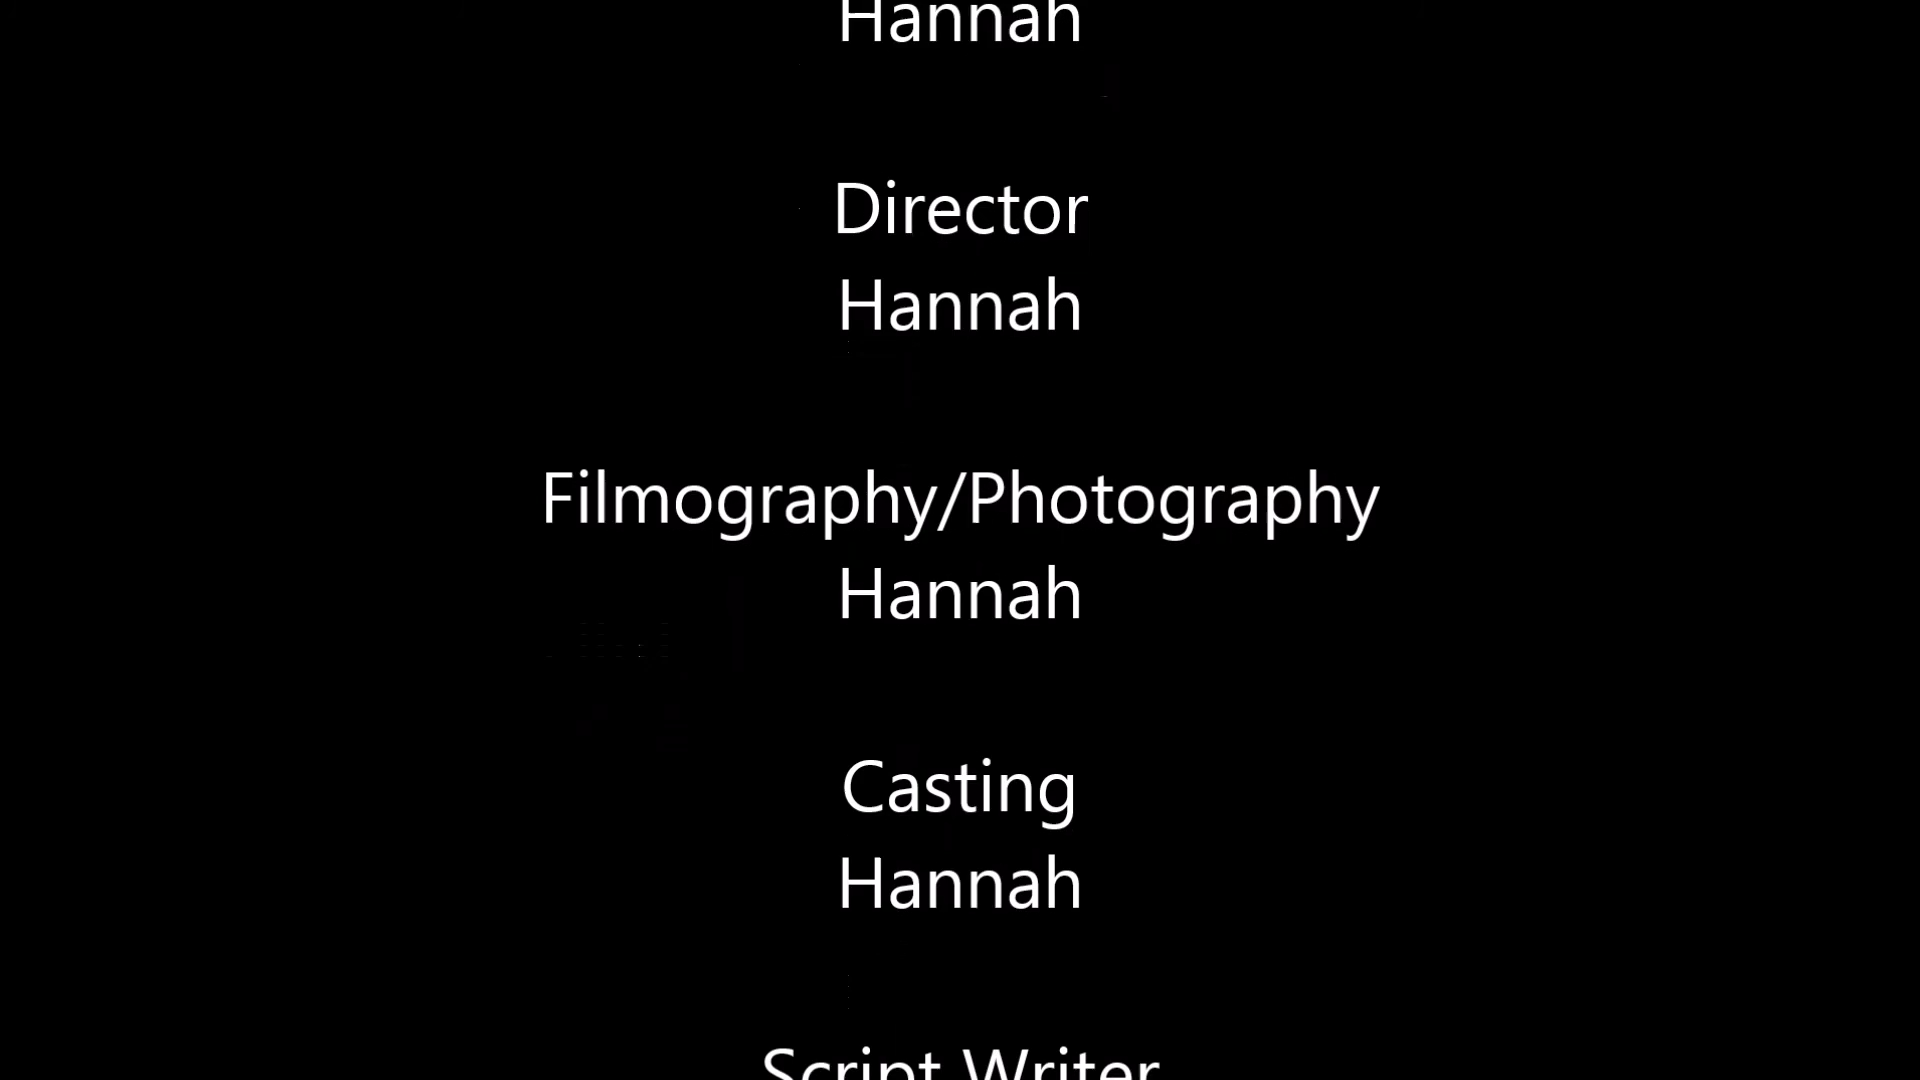 Hannah
Director
Hannah
Filmography/Photography
Hannah
Casting
Hannah
Script Writer